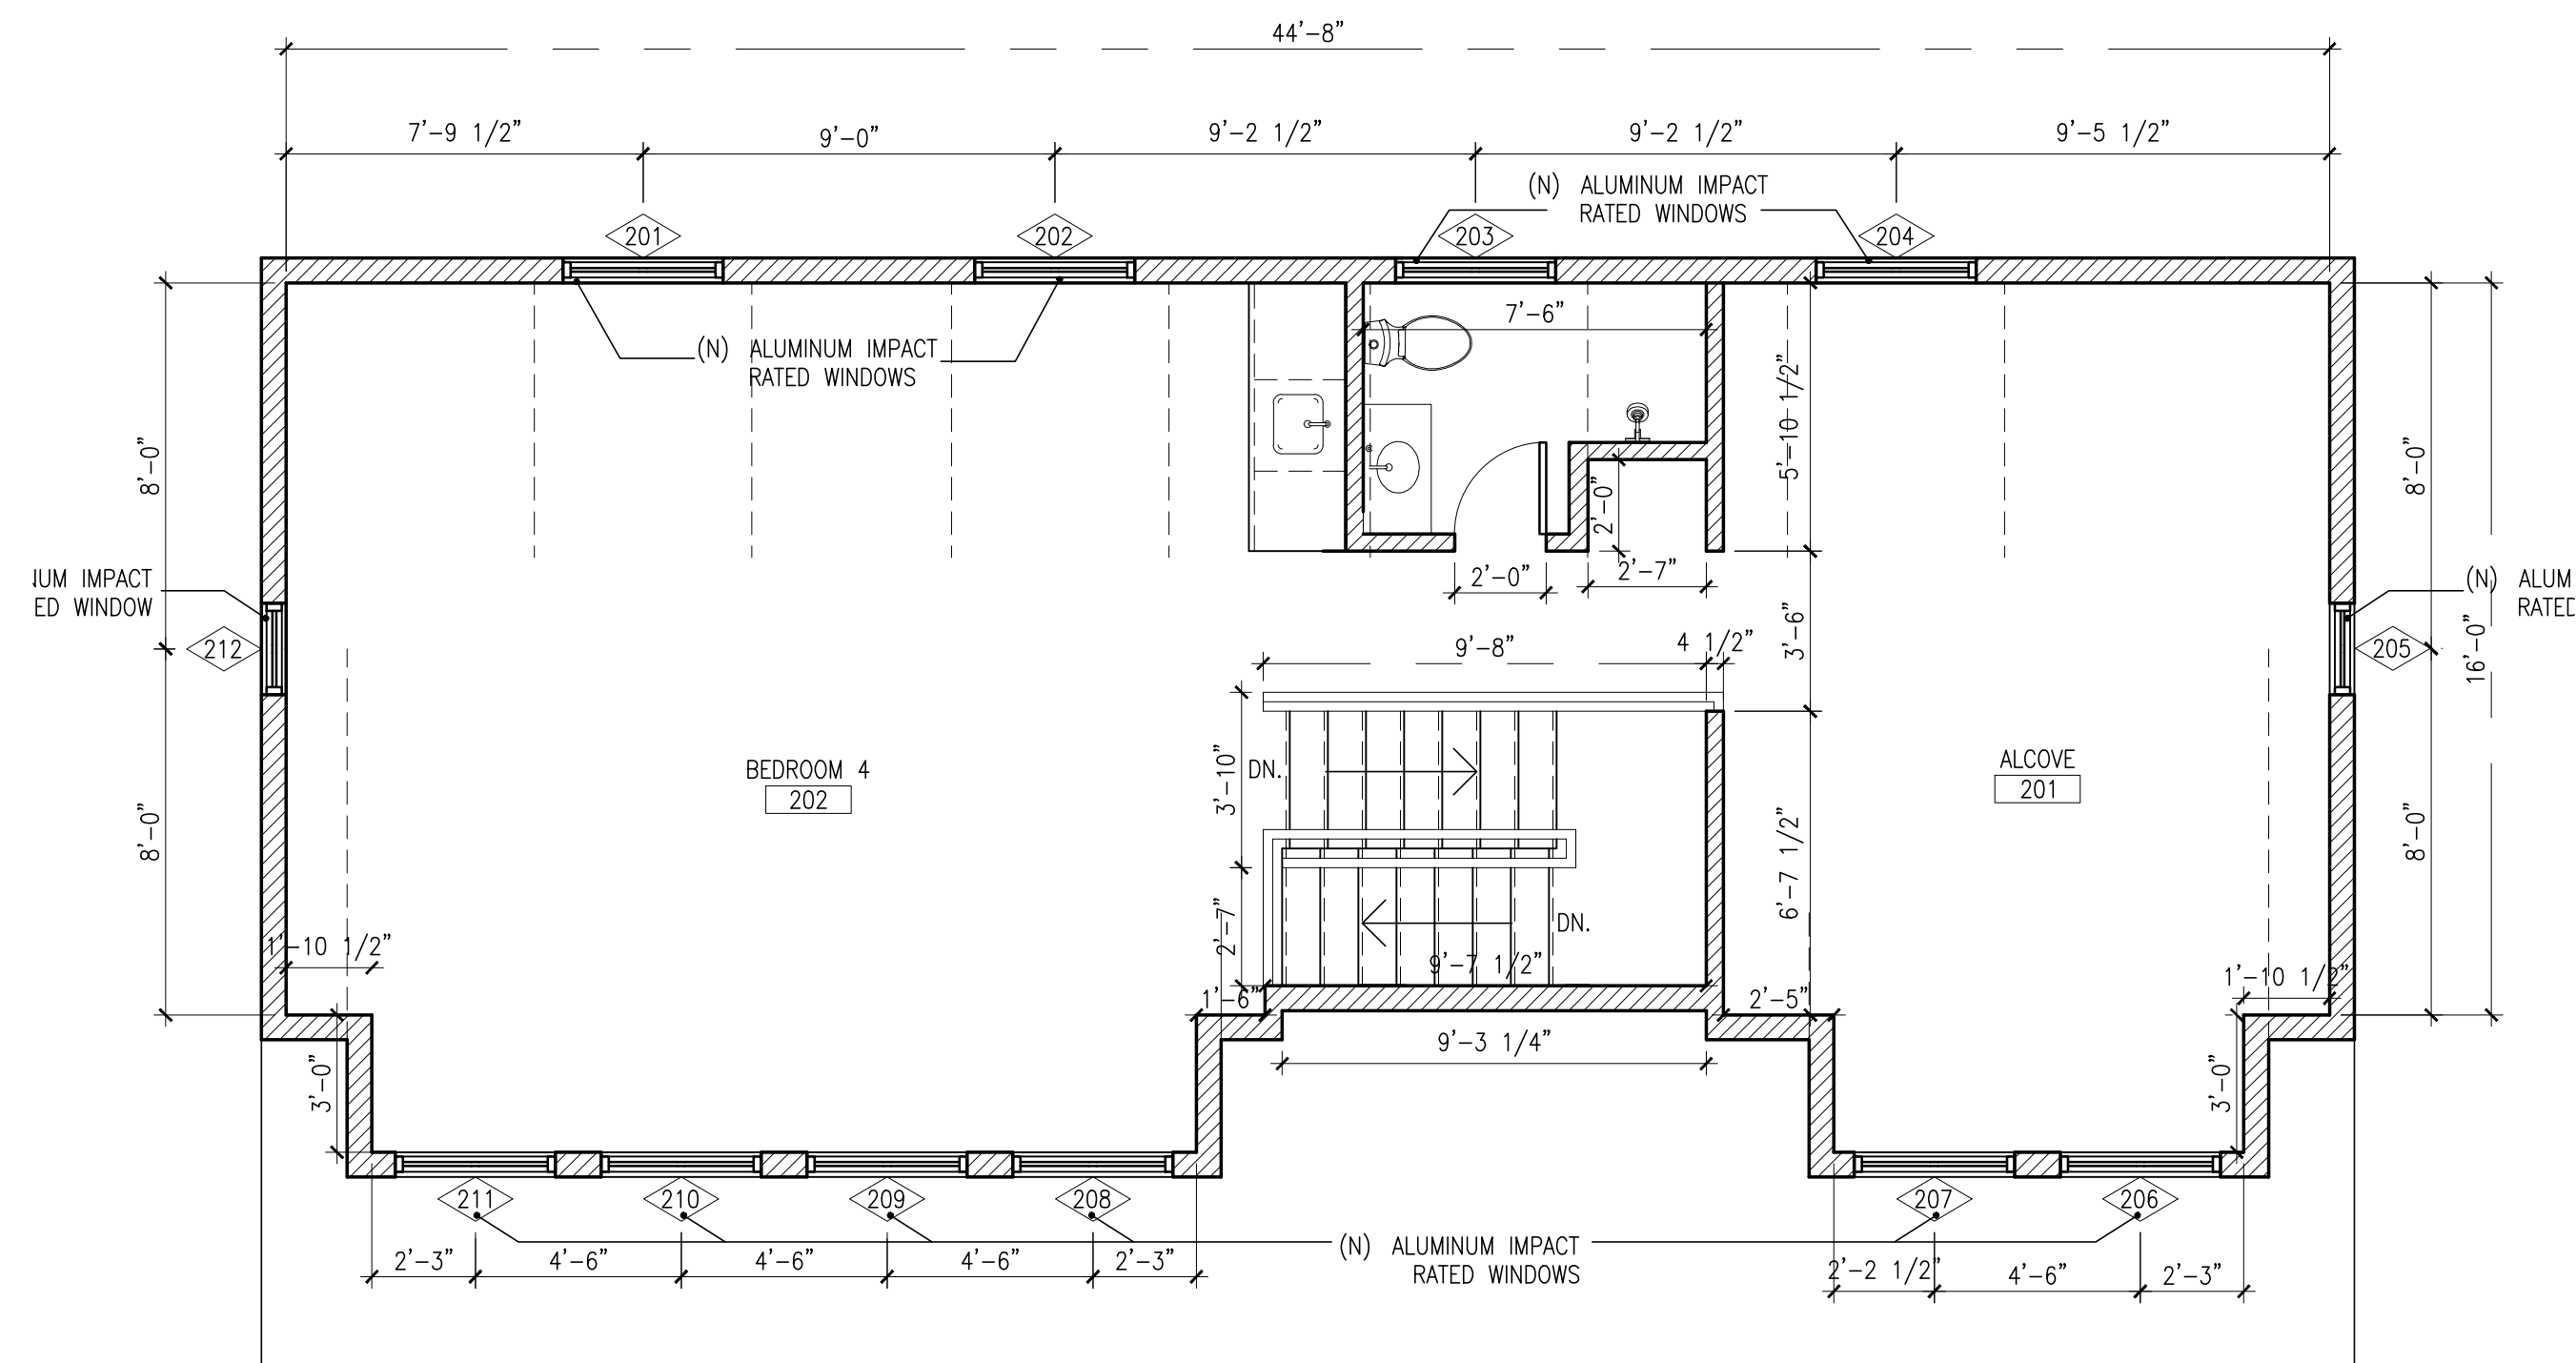 44'-8"
7'-9 1/2" 9'-0" 9'-2 1/2" 9'-2 1/2" 9'-5 1/2"
(N) ALUMINUM IMPACT
RATED WINDOWS
201 202 203 204
7'-6"
(N) ALUMINUM IMPACT
RATED WINDOWS
5'-10 1/2"
8'-0"
8'-0"
2'-0"
2'-0" 2'-7"
IMPACT
WINDOW
(N)
212
205
16'-0"
3'-6"
9'-8" 4 1/2"
BEDROOM 4
202
DN.
3'-10"
ALCOVE
201
8'-0"
8'-0"
6'-7 1/2"
2'-7"
DN.
1'-10 1/2"
9'-7 1/2"
1'-10 1/2"
1'-6" 2'-5"
9'-3 1/4"
3'-0"
3'-0"
211 210 209 208 207 206
(N) ALUMINUM IMPACT
RATED WINDOWS
2'-3" 4'-6" 4'-6" 4'-6" 2'-3"
2'-2 1/2" 4'-6" 2'-3"